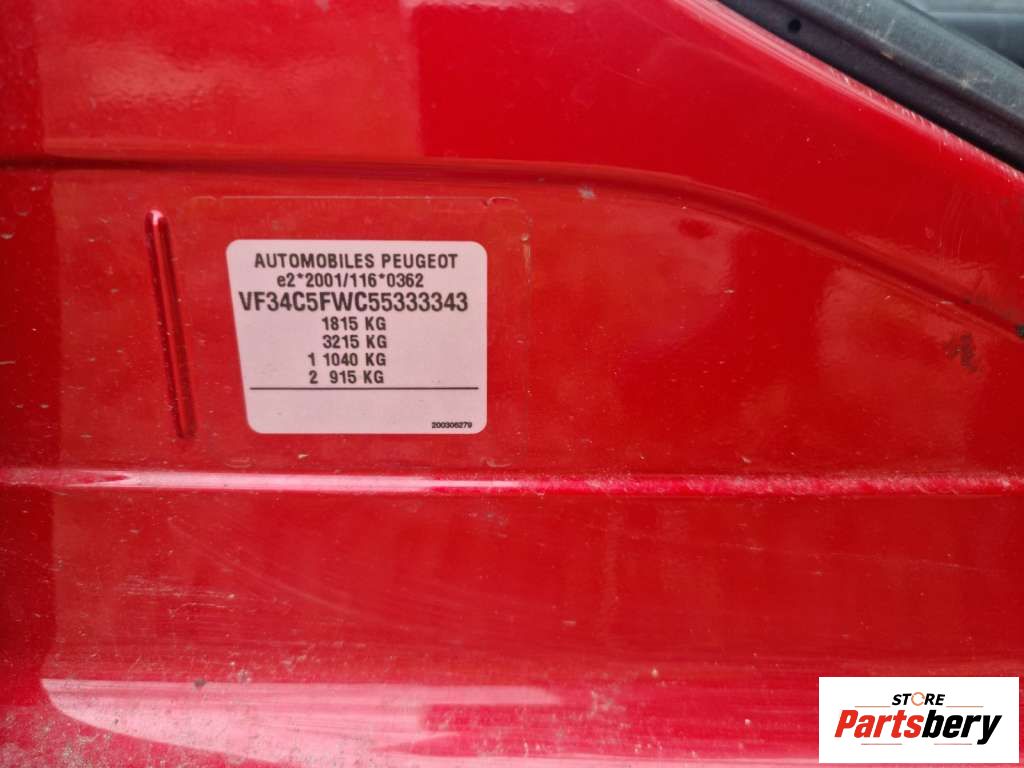 AUTOMOBILES PEUGEOT
e2*2001/116*0362
VF34C5FWC55333343
1815 KG
3215 KG
1 1040 KG
2 915 KG
200306279
STORE
Partsbery